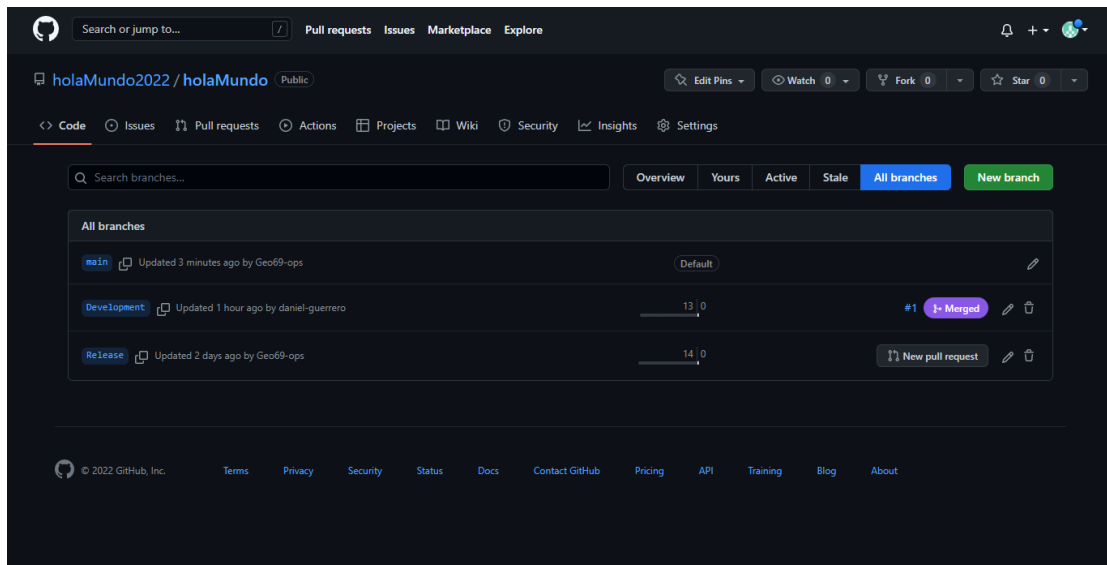 Search or jump to... / Pull requests Issues Marketplace Explore
holaMundo2022 / holaMundo Public Edit Pins Watch 0 Fork 0 Star 0
<> Code Issues Pull requests Actions Projects Wiki Security Insights Settings
Search branches... Overview Yours Active Stale All branches New branch
All branches
main Updated 3 minutes ago by Geo69-ops Default
Development Updated 1 hour ago by daniel-guerrero 13 0 #1 Merged
Release Updated 2 days ago by Geo69-ops 14 0 New pull request
© 2022 GitHub, Inc. Terms Privacy Security Status Docs Contact GitHub Pricing API Training Blog About